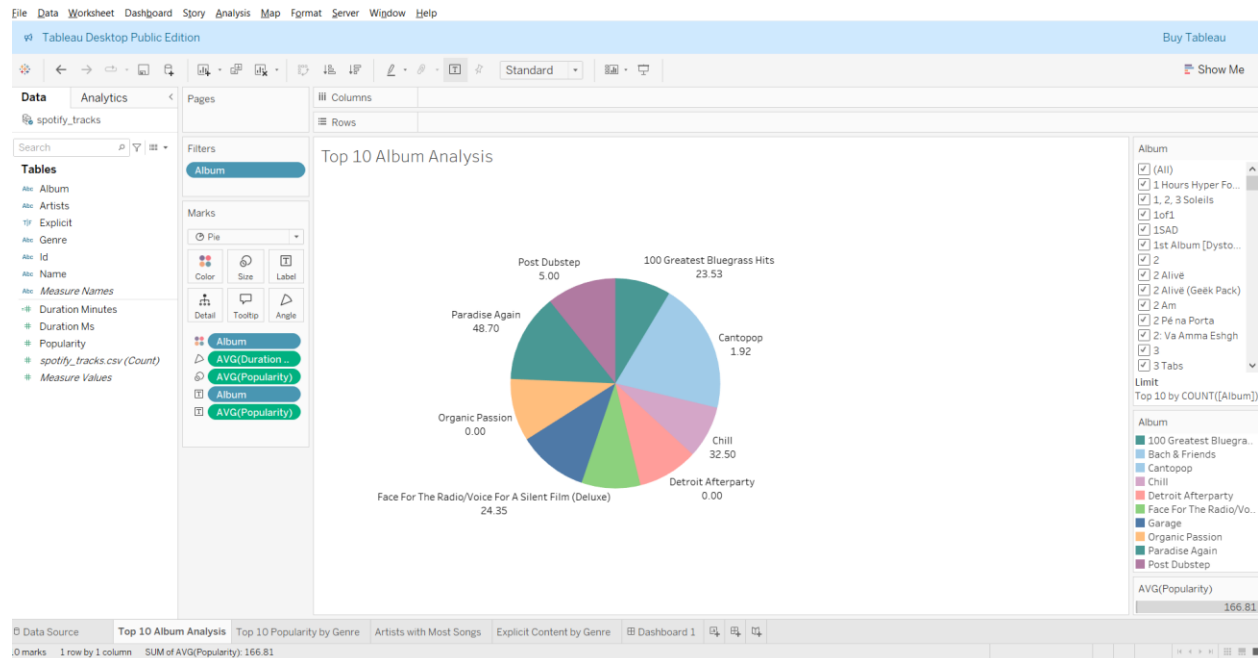 File Data Worksheet Dashboard Story Analysis Map Format Server Window Help
Tableau Desktop Public Edition
Buy Tableau
Standard
Show Me
Data Analytics
spotify_tracks
Search
Tables
Abc Album
Abc Artists
T|F Explicit
Abc Genre
Abc Id
Abc Name
Abc Measure Names
Duration Minutes
Duration Ms
Popularity
spotify_tracks.csv (Count)
Measure Values
Pages
Filters
Album
Marks
Pie
Color Size Label
Detail Tooltip Angle
Album
AVG(Duration ..
AVG(Popularity)
Album
AVG(Popularity)
Columns
Rows
Top 10 Album Analysis
Post Dubstep
5.00
100 Greatest Bluegrass Hits
23.53
Paradise Again
48.70
Cantopop
1.92
Organic Passion
0.00
Chill
32.50
Detroit Afterparty
0.00
Face For The Radio/Voice For A Silent Film (Deluxe)
24.35
Album
(All)
1 Hours Hyper Fo...
1, 2, 3 Soleils
1of1
1SAD
1st Album [Dysto...
2
2 Alivë
2 Alivë (Geëk Pack)
2 Am
2 Pé na Porta
2: Va Amma Eshgh
3
3 Tabs
Limit
Top 10 by COUNT([Album])
Album
100 Greatest Bluegra..
Bach & Friends
Cantopop
Chill
Detroit Afterparty
Face For The Radio/Vo..
Garage
Organic Passion
Paradise Again
Post Dubstep
AVG(Popularity)
166.81
Data Source Top 10 Album Analysis Top 10 Popularity by Genre Artists with Most Songs Explicit Content by Genre Dashboard 1
.0 marks 1 row by 1 column SUM of AVG(Popularity): 166.81